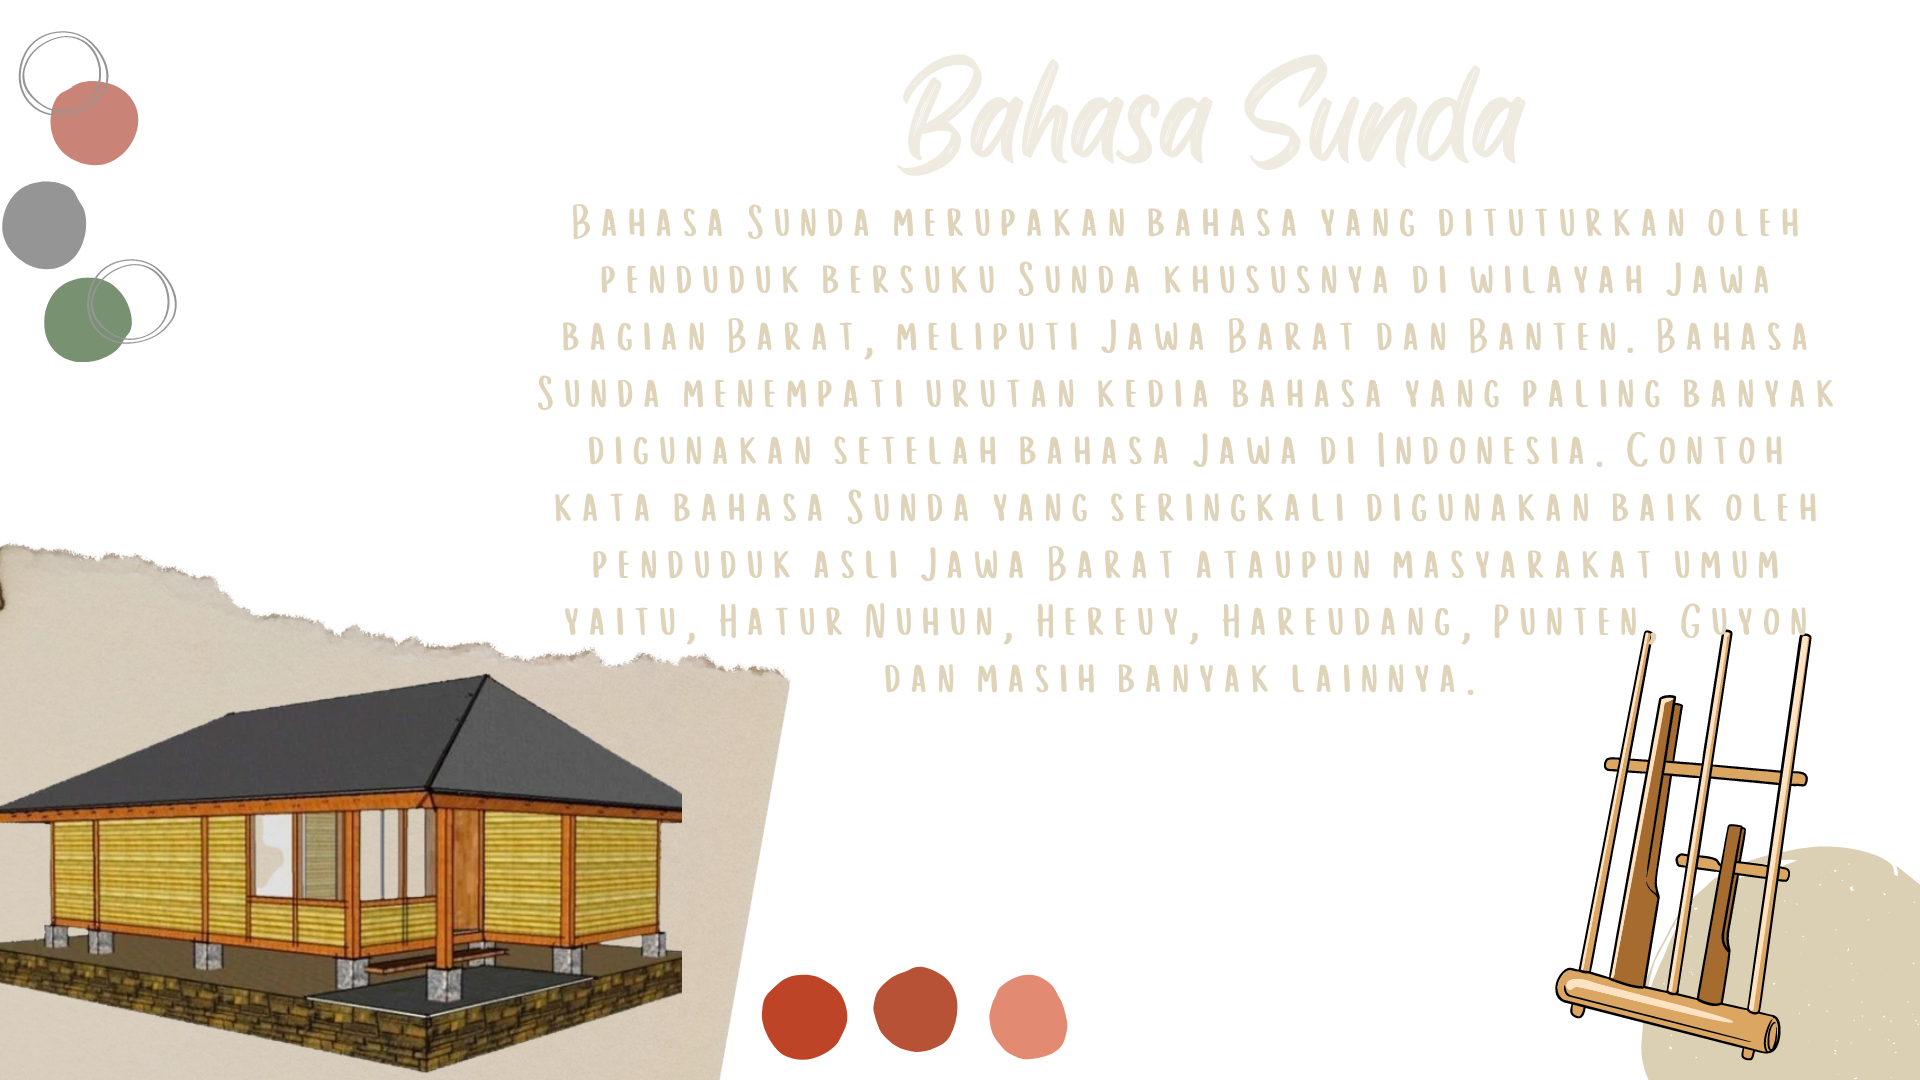 Bahasa Sunda
Bahasa Sunda merupakan bahasa yang dituturkan oleh
penduduk bersuku Sunda khususnya di wilayah Jawa
bagian Barat, meliputi Jawa Barat dan Banten. Bahasa
Sunda menempati urutan kedia bahasa yang paling banyak
digunakan setelah bahasa Jawa di Indonesia. Contoh
kata bahasa Sunda yang seringkali digunakan baik oleh
penduduk asli Jawa Barat ataupun masyarakat umum
yaitu, Hatur Nuhun, Hereuy, Hareudang, Punten, Guyon
dan masih banyak lainnya.